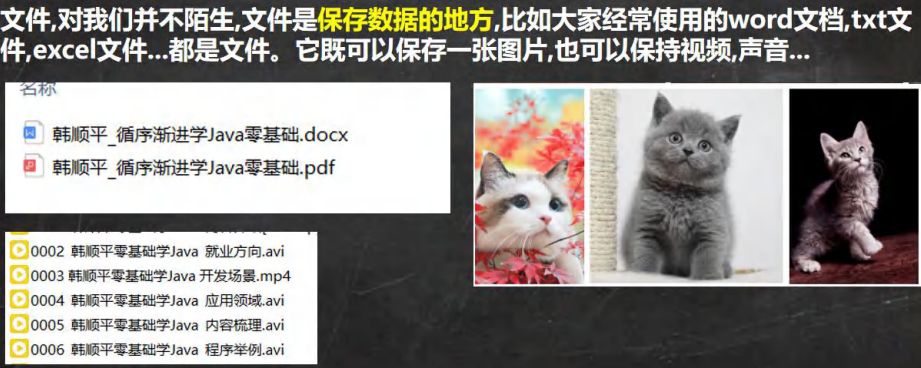 文件,对我们并不陌生,文件是保存数据的地方,比如大家经常使用的word文档,txt文
件,excel文件...都是文件。它既可以保存一张图片,也可以保持视频,声音...
名称
韩顺平_循序渐进学Java零基础.docx
韩顺平_循序渐进学Java零基础.pdf
0002 韩顺平零基础学Java 就业方向.avi
0003 韩顺平零基础学Java 开发场景.mp4
0004 韩顺平零基础学Java 应用领域.avi
0005 韩顺平零基础学Java 内容梳理.avi
0006 韩顺平零基础学Java 程序举例.avi